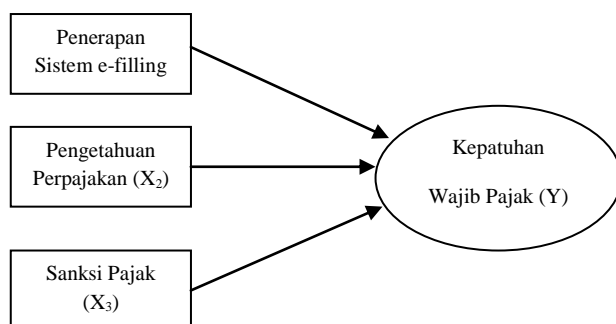 Penerapan
Sistem e-filling
Pengetahuan
Perpajakan (X₂)
Sanksi Pajak
(X₃)
Kepatuhan
Wajib Pajak (Y)